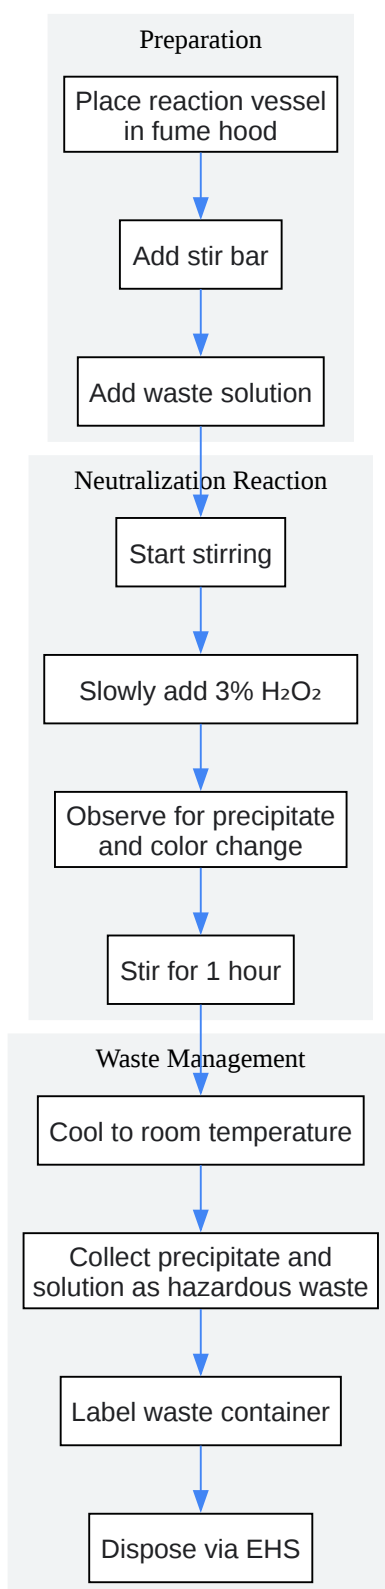 Preparation
Place reaction vessel
in fume hood
Add stir bar
Add waste solution
Neutralization Reaction
Start stirring
Slowly add 3% H₂O₂
Observe for precipitate
and color change
Stir for 1 hour
Waste Management
Cool to room temperature
Collect precipitate and
solution as hazardous waste
Label waste container
Dispose via EHS